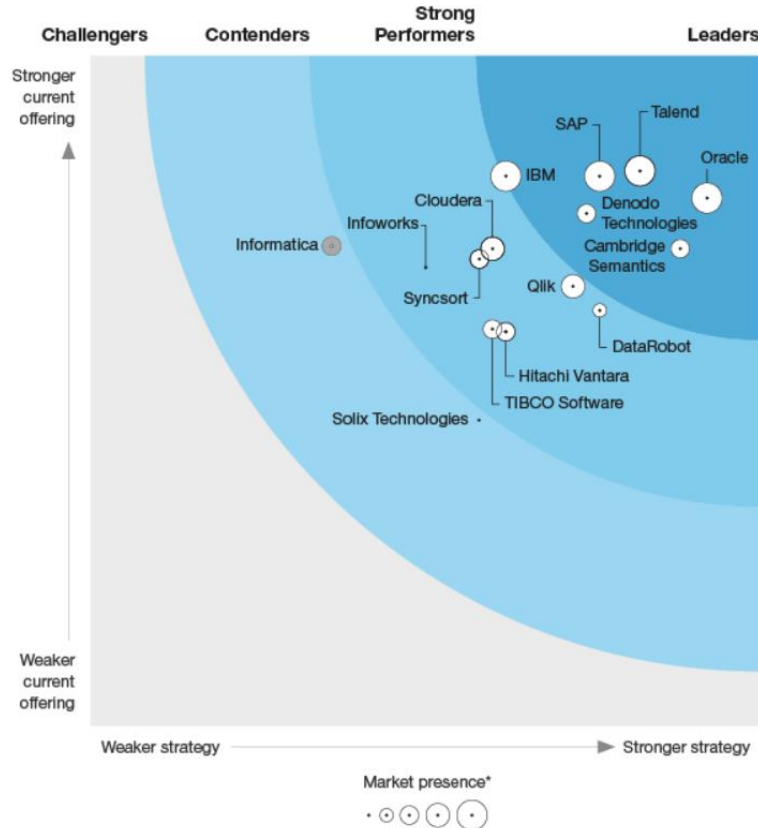 Challengers
Contenders
Strong
Performers
Leaders
Stronger
current
offering
SAP
Talend
Oracle
IBM
Denodo
Technologies
Cloudera
Infoworks
Informatica
Cambridge
Semantics
Syncsort
Qlik
DataRobot
Hitachi Vantara
TIBCO Software
Solix Technologies
Weaker
current
offering
Weaker strategy
Stronger strategy
Market presence*